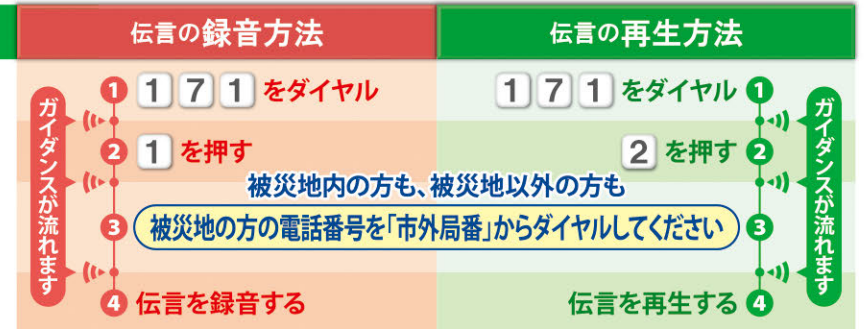 伝言の録音方法
ガイダンスが流れます
1 171をダイヤル
2 1を押す
伝言の再生方法
171をダイヤル 1
2を押す 2
ガイダンスが流れます
被災地内の方も、被災地以外の方も
3 被災地の方の電話番号を「市外局番」からダイヤルしてください 3
4 伝言を録音する
伝言を再生する 4